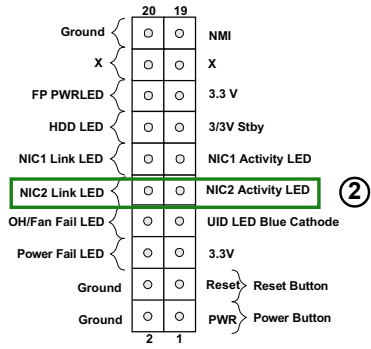 20 19
Ground NMI
X X
FP PWRLED 3.3 V
HDD LED 3/3V Stby
NIC1 Link LED NIC1 Activity LED
NIC2 Link LED NIC2 Activity LED 2
OH/Fan Fail LED UID LED Blue Cathode
Power Fail LED 3.3V
Ground Reset Reset Button
Ground PWR Power Button
2 1